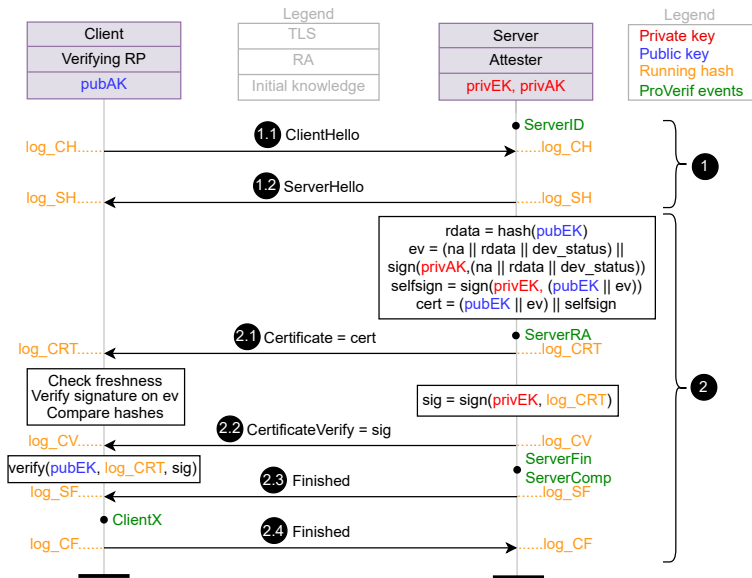 Legend
TLS
RA
Initial knowledge
Client
Verifying RP
pubAK
Server
Attester
privEK, privAK
Legend
Private key
Public key
Running hash
ProVerif events
ServerID
1.1 ClientHello
log_CH
log_CH
1
1.2 ServerHello
log_SH
log_SH
rdata = hash(pubEK)
ev = (na || rdata || dev_status) ||
sign(privAK,(na || rdata || dev_status))
selfsign = sign(privEK, (pubEK || ev))
cert = (pubEK || ev) || selfsign
2.1 Certificate = cert
ServerRA
log_CRT
log_CRT
Check freshness
Verify signature on ev
Compare hashes
sig = sign(privEK, log_CRT)
2
2.2 CertificateVerify = sig
log_CV
log_CV
verify(pubEK, log_CRT, sig)
ServerFin
ServerComp
2.3 Finished
log_SF
log_SF
ClientX
2.4 Finished
log_CF
log_CF